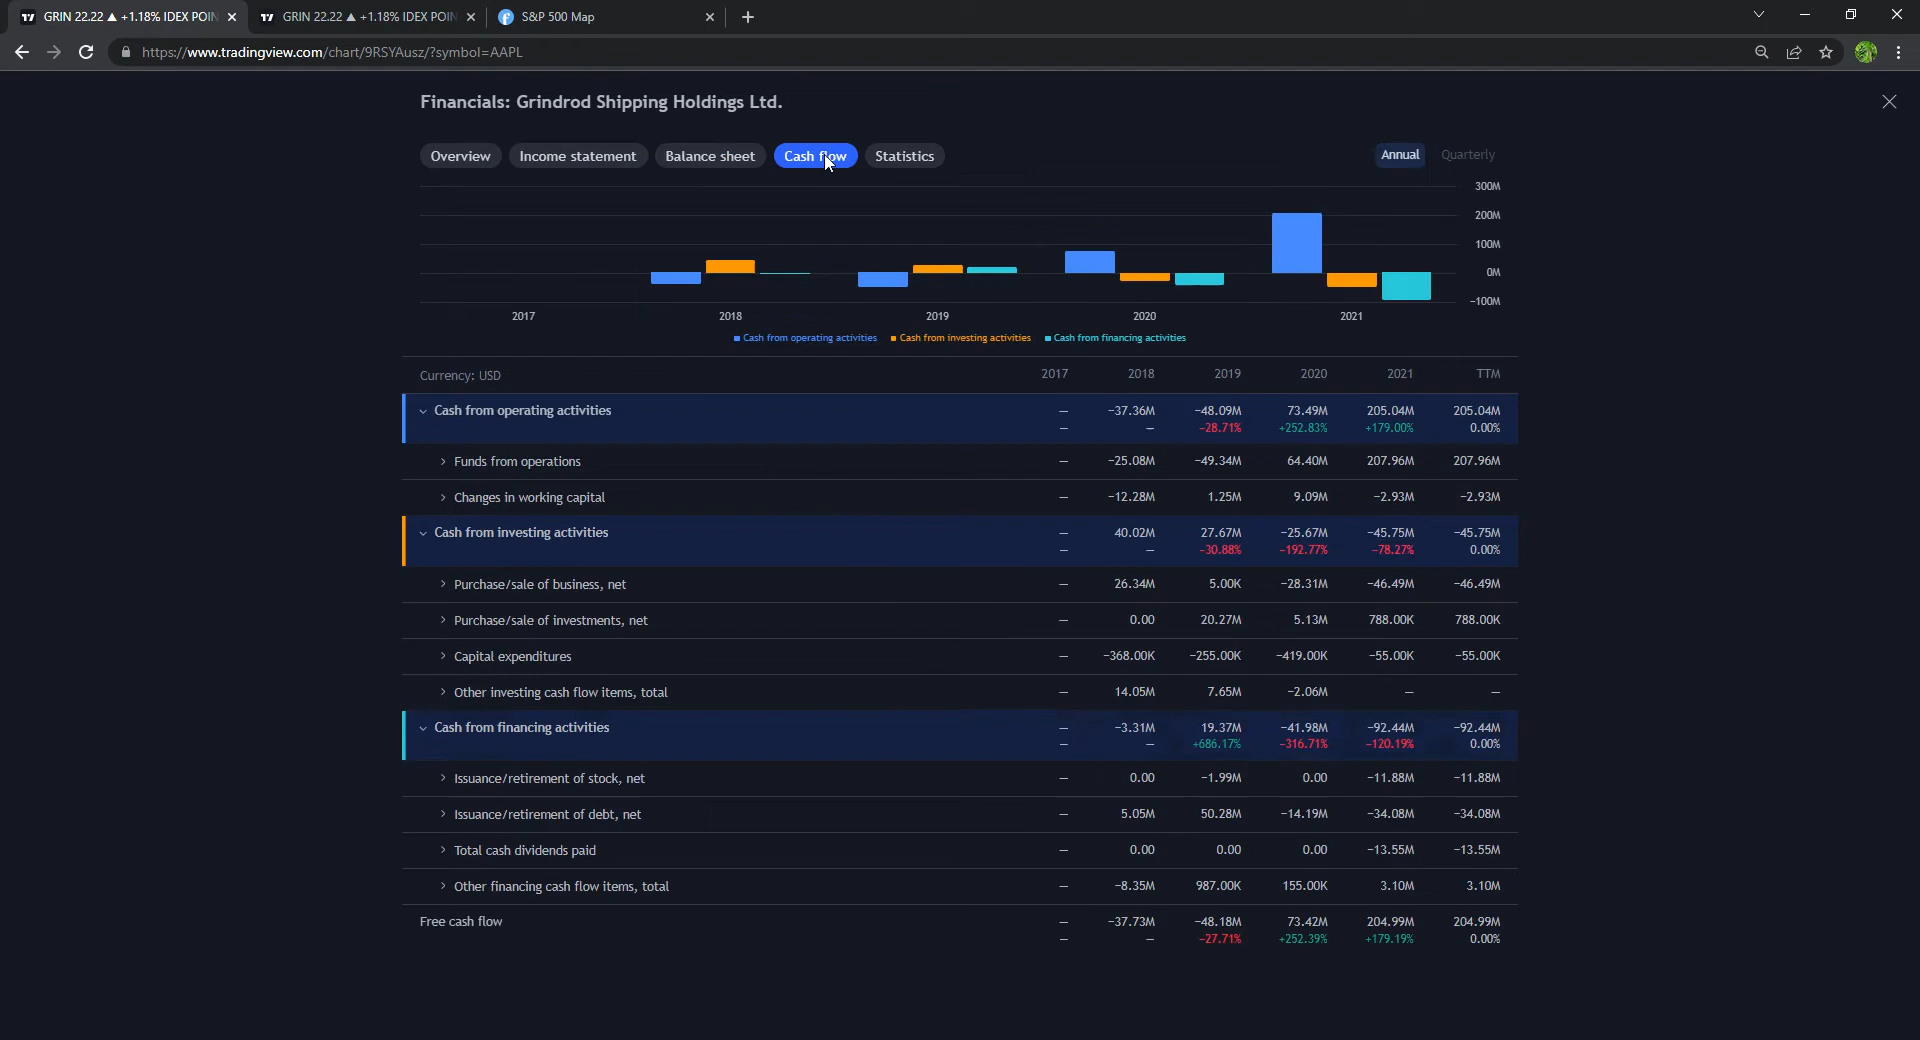 GRIN 22.22 ▲ +1.18% IDEX POIN
GRIN 22.22 ▲ +1.18% IDEX POIN
S&P 500 Map
https://www.tradingview.com/chart/9RSYAusz/?symbol=AAPL
Financials: Grindrod Shipping Holdings Ltd.
Overview Income statement Balance sheet Cash flow Statistics Annual Quarterly
300M
200M
100M
0M
−100M
2017 2018 2019 2020 2021
Cash from operating activities Cash from investing activities Cash from financing activities
Currency: USD 2017 2018 2019 2020 2021 TTM
Cash from operating activities — −37.36M −48.09M 73.49M 205.04M 205.04M
— — −28.71% +252.83% +179.00% 0.00%
Funds from operations — −25.08M −49.34M 64.40M 207.96M 207.96M
Changes in working capital — −12.28M 1.25M 9.09M −2.93M −2.93M
Cash from investing activities — 40.02M 27.67M −25.67M −45.75M −45.75M
— — −30.88% −192.77% −78.27% 0.00%
Purchase/sale of business, net — 26.34M 5.00K −28.31M −46.49M −46.49M
Purchase/sale of investments, net — 0.00 20.27M 5.13M 788.00K 788.00K
Capital expenditures — −368.00K −255.00K −419.00K −55.00K −55.00K
Other investing cash flow items, total — 14.05M 7.65M −2.06M — —
Cash from financing activities — −3.31M 19.37M −41.98M −92.44M −92.44M
— — +686.17% −316.71% −120.19% 0.00%
Issuance/retirement of stock, net — 0.00 −1.99M 0.00 −11.88M −11.88M
Issuance/retirement of debt, net — 5.05M 50.28M −14.19M −34.08M −34.08M
Total cash dividends paid — 0.00 0.00 0.00 −13.55M −13.55M
Other financing cash flow items, total — −8.35M 987.00K 155.00K 3.10M 3.10M
Free cash flow — −37.73M −48.18M 73.42M 204.99M 204.99M
— — −27.71% +252.39% +179.19% 0.00%